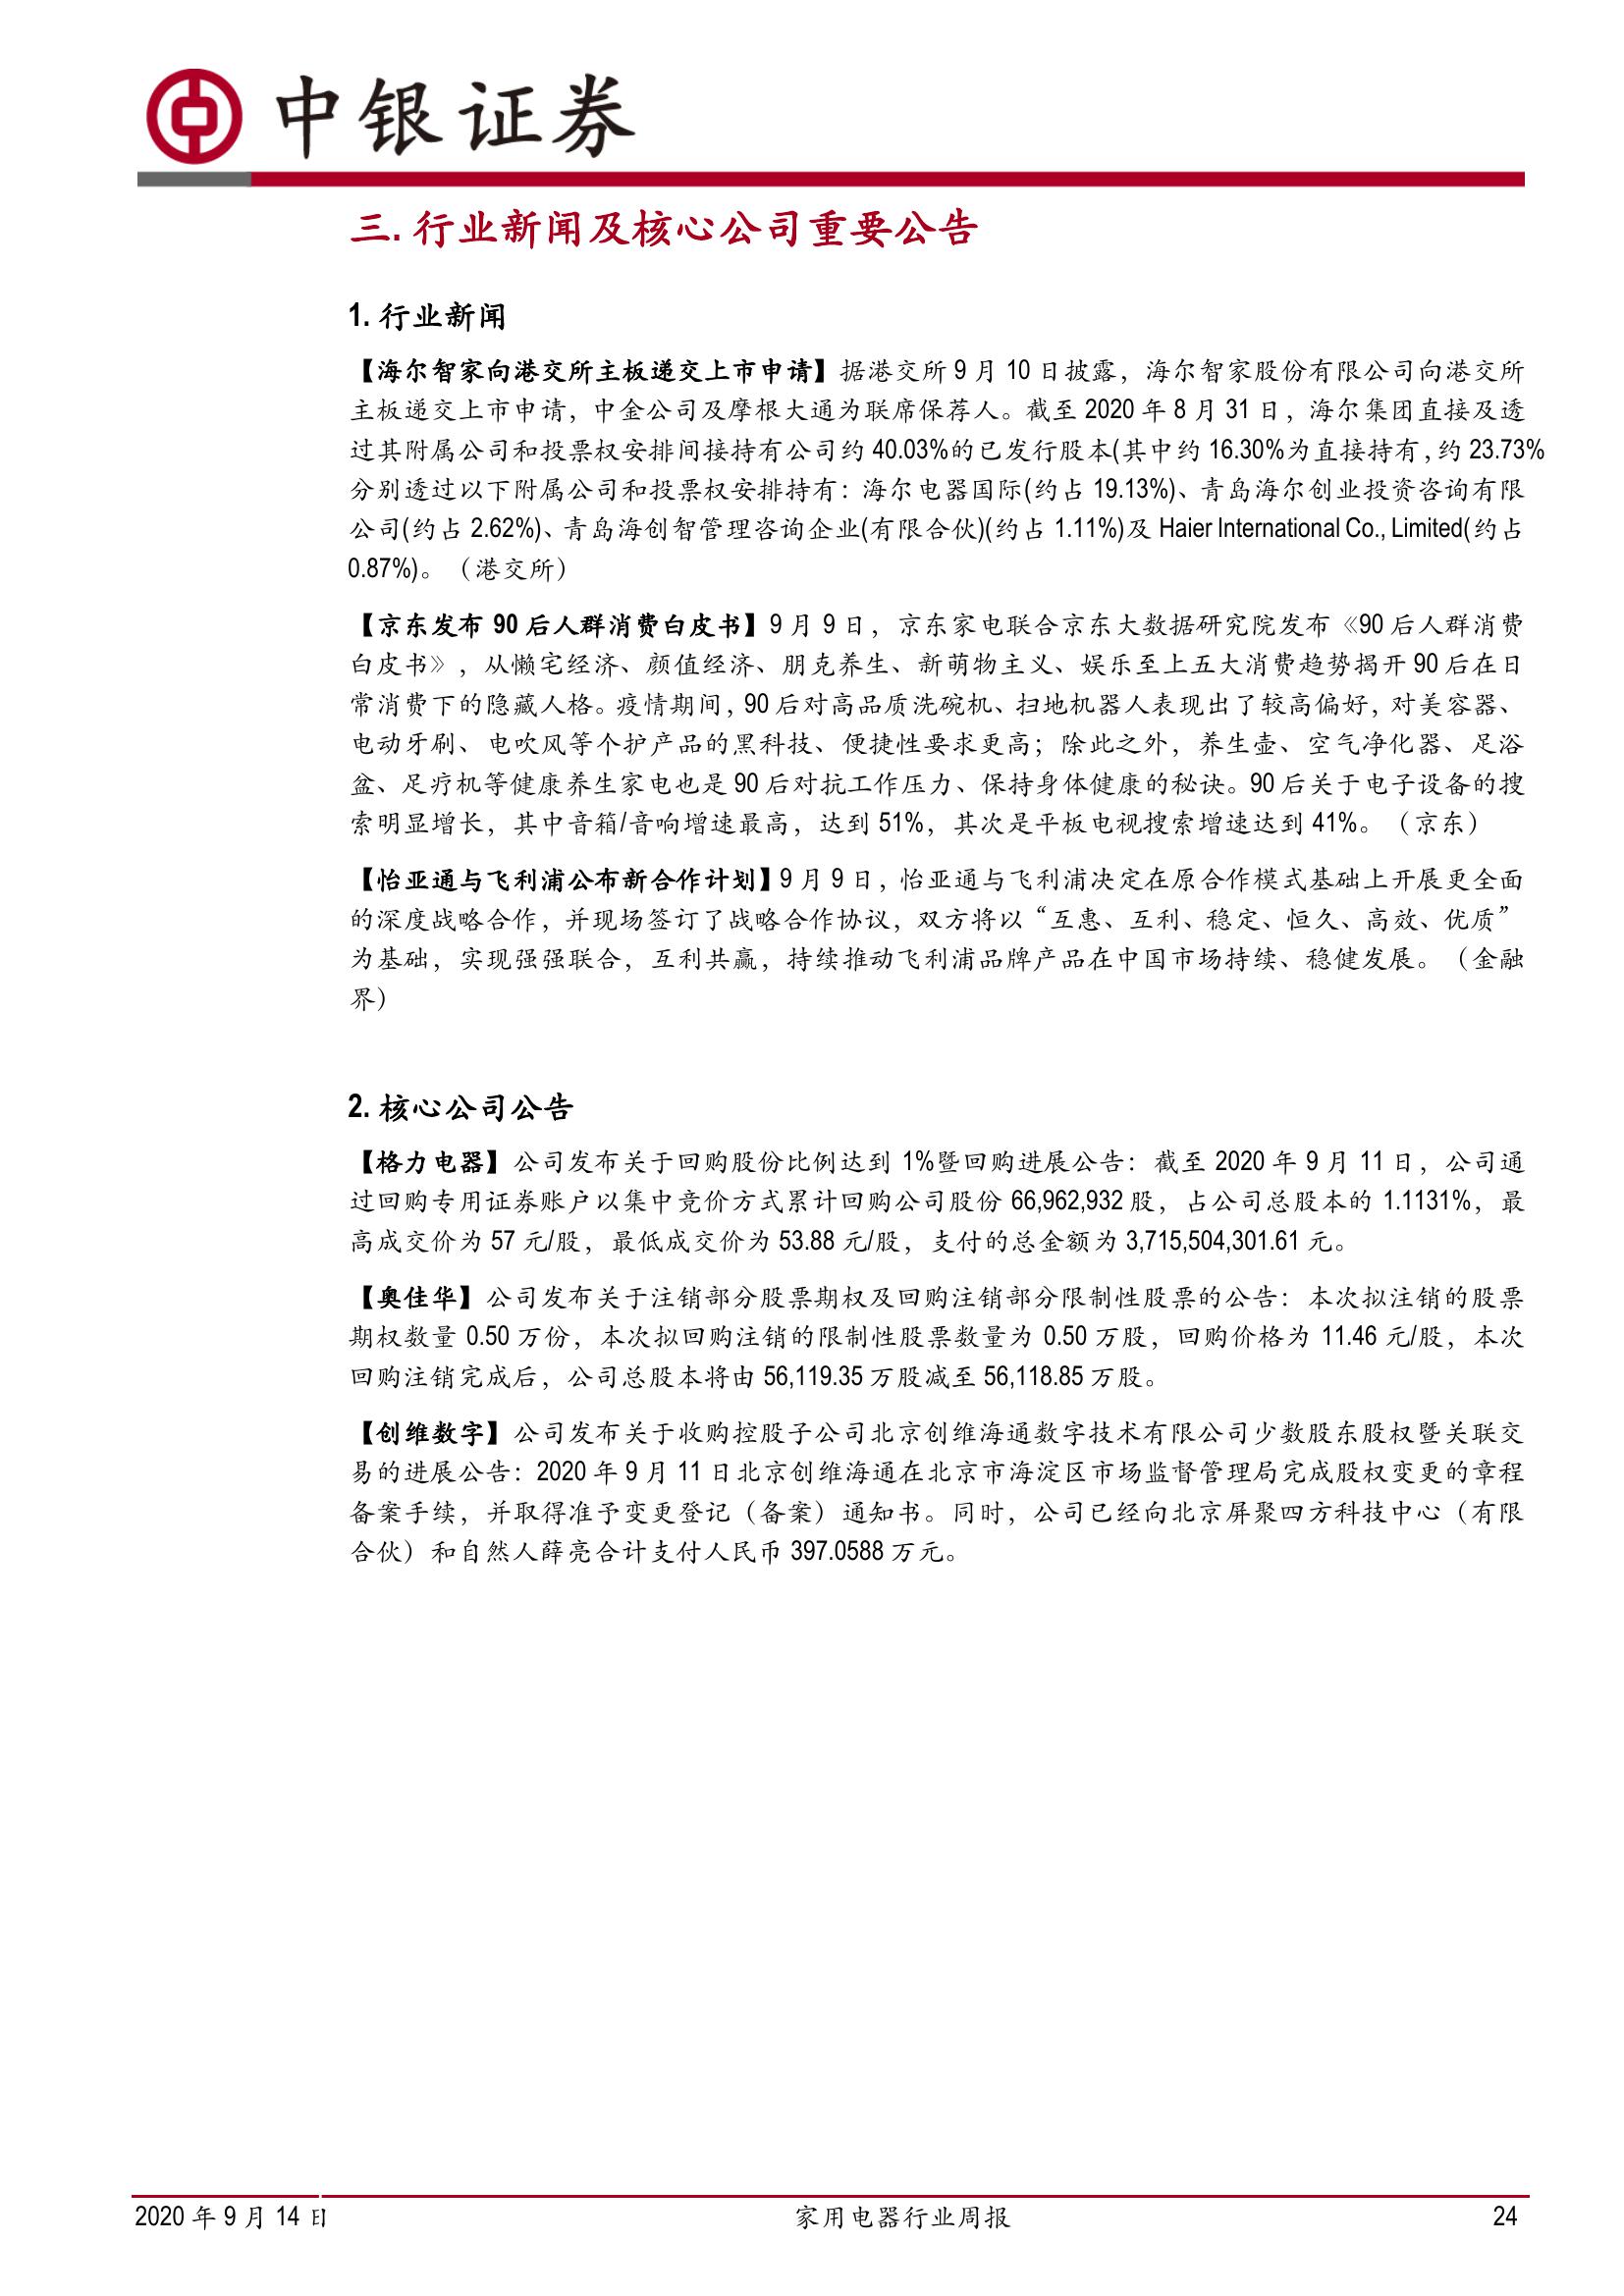 中银证券
三. 行业新闻及核心公司重要公告
1. 行业新闻
【海尔智家向港交所主板递交上市申请】据港交所 9 月 10 日披露，海尔智家股份有限公司向港交所
主板递交上市申请，中金公司及摩根大通为联席保荐人。截至 2020 年 8 月 31 日，海尔集团直接及透
过其附属公司和投票权安排间接持有公司约 40.03%的已发行股本(其中约 16.30%为直接持有，约 23.73%
分别透过以下附属公司和投票权安排持有：海尔电器国际(约占 19.13%)、青岛海尔创业投资咨询有限
公司(约占 2.62%)、青岛海创智管理咨询企业(有限合伙)(约占 1.11%)及 Haier International Co., Limited(约占
0.87%)。（港交所）
【京东发布 90 后人群消费白皮书】9 月 9 日，京东家电联合京东大数据研究院发布《90 后人群消费
白皮书》，从懒宅经济、颜值经济、朋克养生、新萌物主义、娱乐至上五大消费趋势揭开 90 后在日
常消费下的隐藏人格。疫情期间，90 后对高品质洗碗机、扫地机器人表现出了较高偏好，对美容器、
电动牙刷、电吹风等个护产品的黑科技、便捷性要求更高；除此之外，养生壶、空气净化器、足浴
盆、足疗机等健康养生家电也是 90 后对抗工作压力、保持身体健康的秘诀。90 后关于电子设备的搜
索明显增长，其中音箱/音响增速最高，达到 51%，其次是平板电视搜索增速达到 41%。（京东）
【怡亚通与飞利浦公布新合作计划】9 月 9 日，怡亚通与飞利浦决定在原合作模式基础上开展更全面
的深度战略合作，并现场签订了战略合作协议，双方将以“互惠、互利、稳定、恒久、高效、优质”
为基础，实现强强联合，互利共赢，持续推动飞利浦品牌产品在中国市场持续、稳健发展。（金融
界）
2. 核心公司公告
【格力电器】公司发布关于回购股份比例达到 1%暨回购进展公告：截至 2020 年 9 月 11 日，公司通
过回购专用证券账户以集中竞价方式累计回购公司股份 66,962,932 股，占公司总股本的 1.1131%，最
高成交价为 57 元/股，最低成交价为 53.88 元/股，支付的总金额为 3,715,504,301.61 元。
【奥佳华】公司发布关于注销部分股票期权及回购注销部分限制性股票的公告：本次拟注销的股票
期权数量 0.50 万份，本次拟回购注销的限制性股票数量为 0.50 万股，回购价格为 11.46 元/股，本次
回购注销完成后，公司总股本将由 56,119.35 万股减至 56,118.85 万股。
【创维数字】公司发布关于收购控股子公司北京创维海通数字技术有限公司少数股东股权暨关联交
易的进展公告：2020 年 9 月 11 日北京创维海通在北京市海淀区市场监督管理局完成股权变更的章程
备案手续，并取得准予变更登记（备案）通知书。同时，公司已经向北京屏聚四方科技中心（有限
合伙）和自然人薛亮合计支付人民币 397.0588 万元。
2020 年 9 月 14 日
家用电器行业周报
24